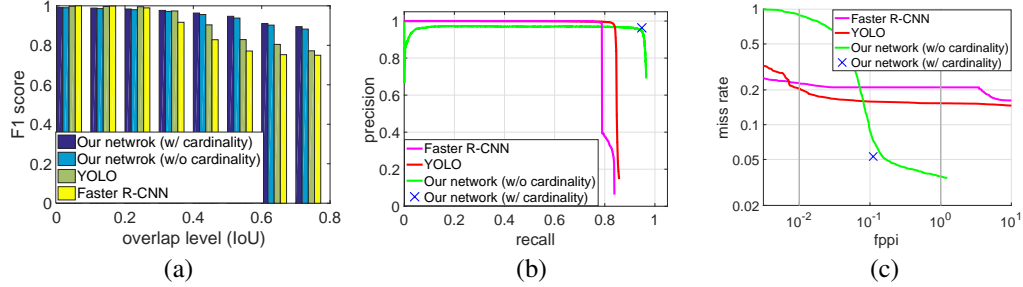 1
0.8
0.6
0.4
0.2
0
F1 score
Our netwrok (w/ cardinality)
Our netwrok (w/o cardinality)
YOLO
Faster R-CNN
0 0.2 0.4 0.6 0.8
overlap level (IoU)
(a)
1
0.8
0.6
0.4
0.2
0
precision
Faster R-CNN
YOLO
Our network (w/o cardinality)
Our network (w/ cardinality)
0 0.2 0.4 0.6 0.8 1
recall
(b)
1
0.5
0.2
0.1
0.05
0.02
miss rate
Faster R-CNN
YOLO
Our network (w/o cardinality)
Our network (w/ cardinality)
10-2 10-1 100 101
fppi
(c)